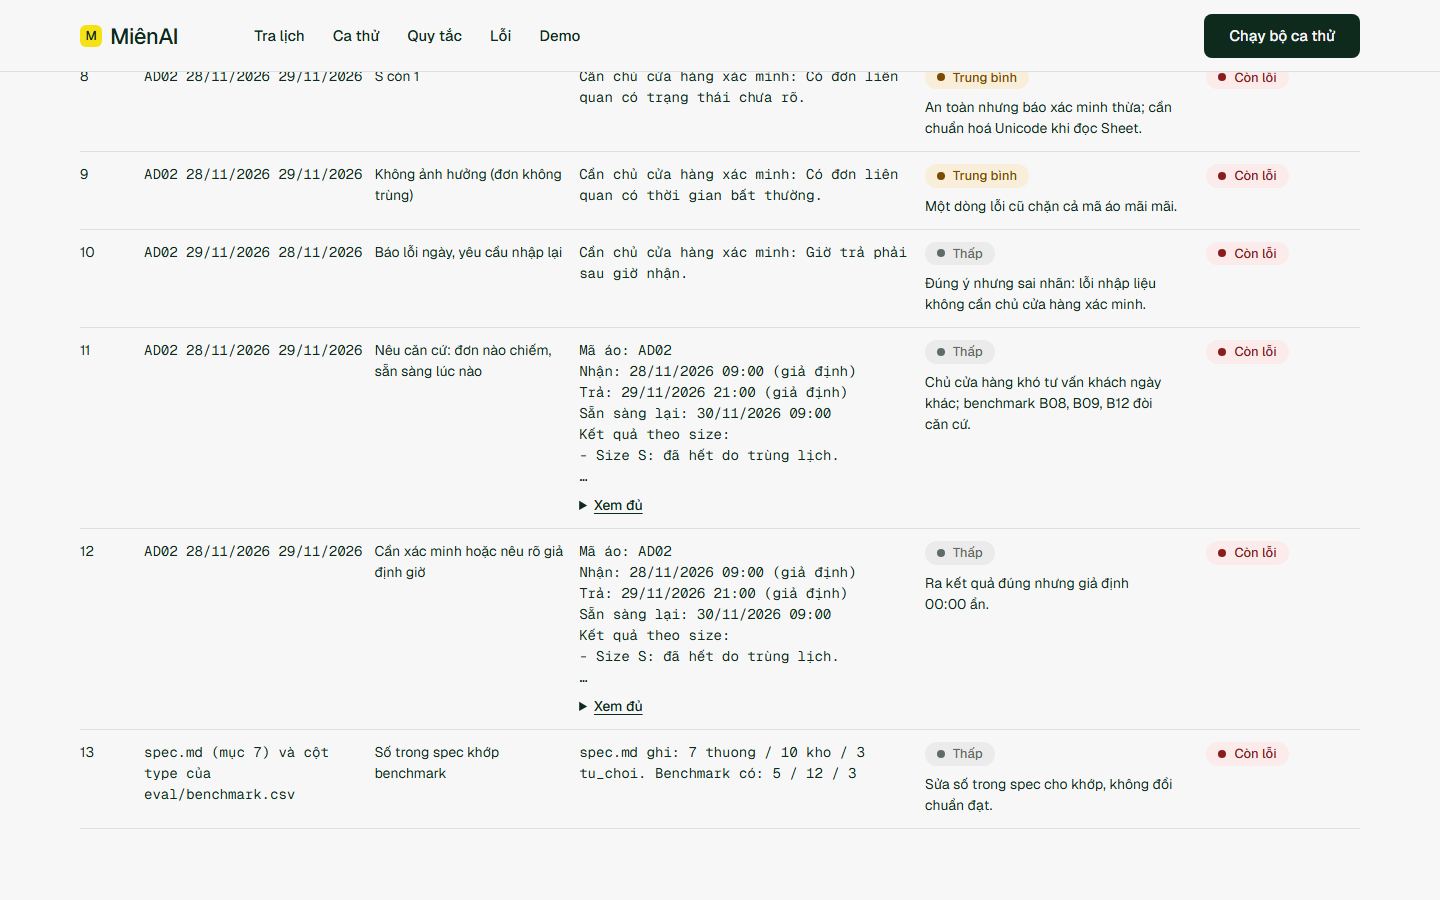 M MiênAI
Tra lịch
Ca thử
Quy tắc
Lỗi
Demo
Chạy bộ ca thử
8
AD02 28/11/2026 29/11/2026
S còn 1
Cần chủ cửa hàng xác minh: Có đơn liên
quan có trạng thái chưa rõ.
Trung bình
An toàn nhưng báo xác minh thừa; cần
chuẩn hoá Unicode khi đọc Sheet.
Còn lỗi
9
AD02 28/11/2026 29/11/2026
Không ảnh hưởng (đơn không
trùng)
Cần chủ cửa hàng xác minh: Có đơn liên
quan có thời gian bất thường.
Trung bình
Một dòng lỗi cũ chặn cả mã áo mãi mãi.
Còn lỗi
10
AD02 29/11/2026 28/11/2026
Báo lỗi ngày, yêu cầu nhập lại
Cần chủ cửa hàng xác minh: Giờ trả phải
sau giờ nhận.
Thấp
Đúng ý nhưng sai nhãn: lỗi nhập liệu
không cần chủ cửa hàng xác minh.
Còn lỗi
11
AD02 28/11/2026 29/11/2026
Nêu căn cứ: đơn nào chiếm,
sẵn sàng lúc nào
Mã áo: AD02
Nhận: 28/11/2026 09:00 (giả định)
Trả: 29/11/2026 21:00 (giả định)
Sẵn sàng lại: 30/11/2026 09:00
Kết quả theo size:
- Size S: đã hết do trùng lịch.
…
Xem đủ
Thấp
Chủ cửa hàng khó tư vấn khách ngày
khác; benchmark B08, B09, B12 đòi
căn cứ.
Còn lỗi
12
AD02 28/11/2026 29/11/2026
Cần xác minh hoặc nêu rõ giả
định giờ
Mã áo: AD02
Nhận: 28/11/2026 09:00 (giả định)
Trả: 29/11/2026 21:00 (giả định)
Sẵn sàng lại: 30/11/2026 09:00
Kết quả theo size:
- Size S: đã hết do trùng lịch.
…
Xem đủ
Thấp
Ra kết quả đúng nhưng giả định
00:00 ẩn.
Còn lỗi
13
spec.md (mục 7) và cột
type của
eval/benchmark.csv
Số trong spec khớp
benchmark
spec.md ghi: 7 thuong / 10 kho / 3
tu_choi. Benchmark có: 5 / 12 / 3
Thấp
Sửa số trong spec cho khớp, không đổi
chuẩn đạt.
Còn lỗi